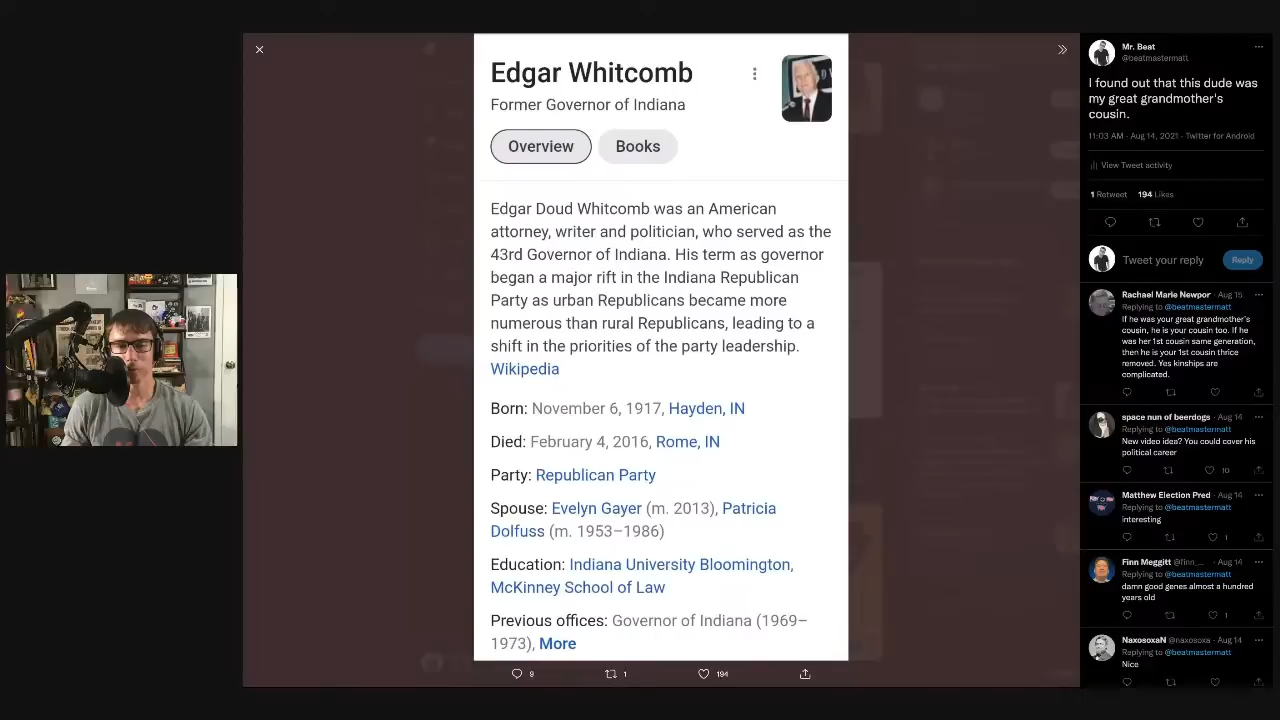 Edgar Whitcomb
Former Governor of Indiana
Overview
Books
Edgar Doud Whitcomb was an American
attorney, writer and politician, who served as the
43rd Governor of Indiana. His term as governor
began a major rift in the Indiana Republican
Party as urban Republicans became more
numerous than rural Republicans, leading to a
shift in the priorities of the party leadership.
Wikipedia
Born: November 6, 1917, Hayden, IN
Died: February 4, 2016, Rome, IN
Party: Republican Party
Spouse: Evelyn Gayer (m. 2013), Patricia
Dolfuss (m. 1953–1986)
Education: Indiana University Bloomington,
McKinney School of Law
Previous offices: Governor of Indiana (1969–
1973), More
9
1
194
Mr. Beat
@beatmastermatt
I found out that this dude was
my great grandmother's
cousin.
11:03 AM · Aug 14, 2021 · Twitter for Android
View Tweet activity
1 Retweet 194 Likes
Tweet your reply
Reply
Rachael Marie Newpor · Aug 15
Replying to @beatmastermatt
If he was your great grandmother's
cousin, he is your cousin too. If he
was her 1st cousin same generation,
then he is your 1st cousin thrice
removed. Yes kinships are
complicated.
space nun of beerdogs · Aug 14
Replying to @beatmastermatt
New video idea? You could cover his
political career
10
Matthew Election Pred · Aug 14
Replying to @beatmastermatt
interesting
1
Finn Meggitt @finn_... · Aug 14
Replying to @beatmastermatt
damn good genes almost a hundred
years old
1
NaxosoxaN @naxosoxa · Aug 14
Replying to @beatmastermatt
Nice